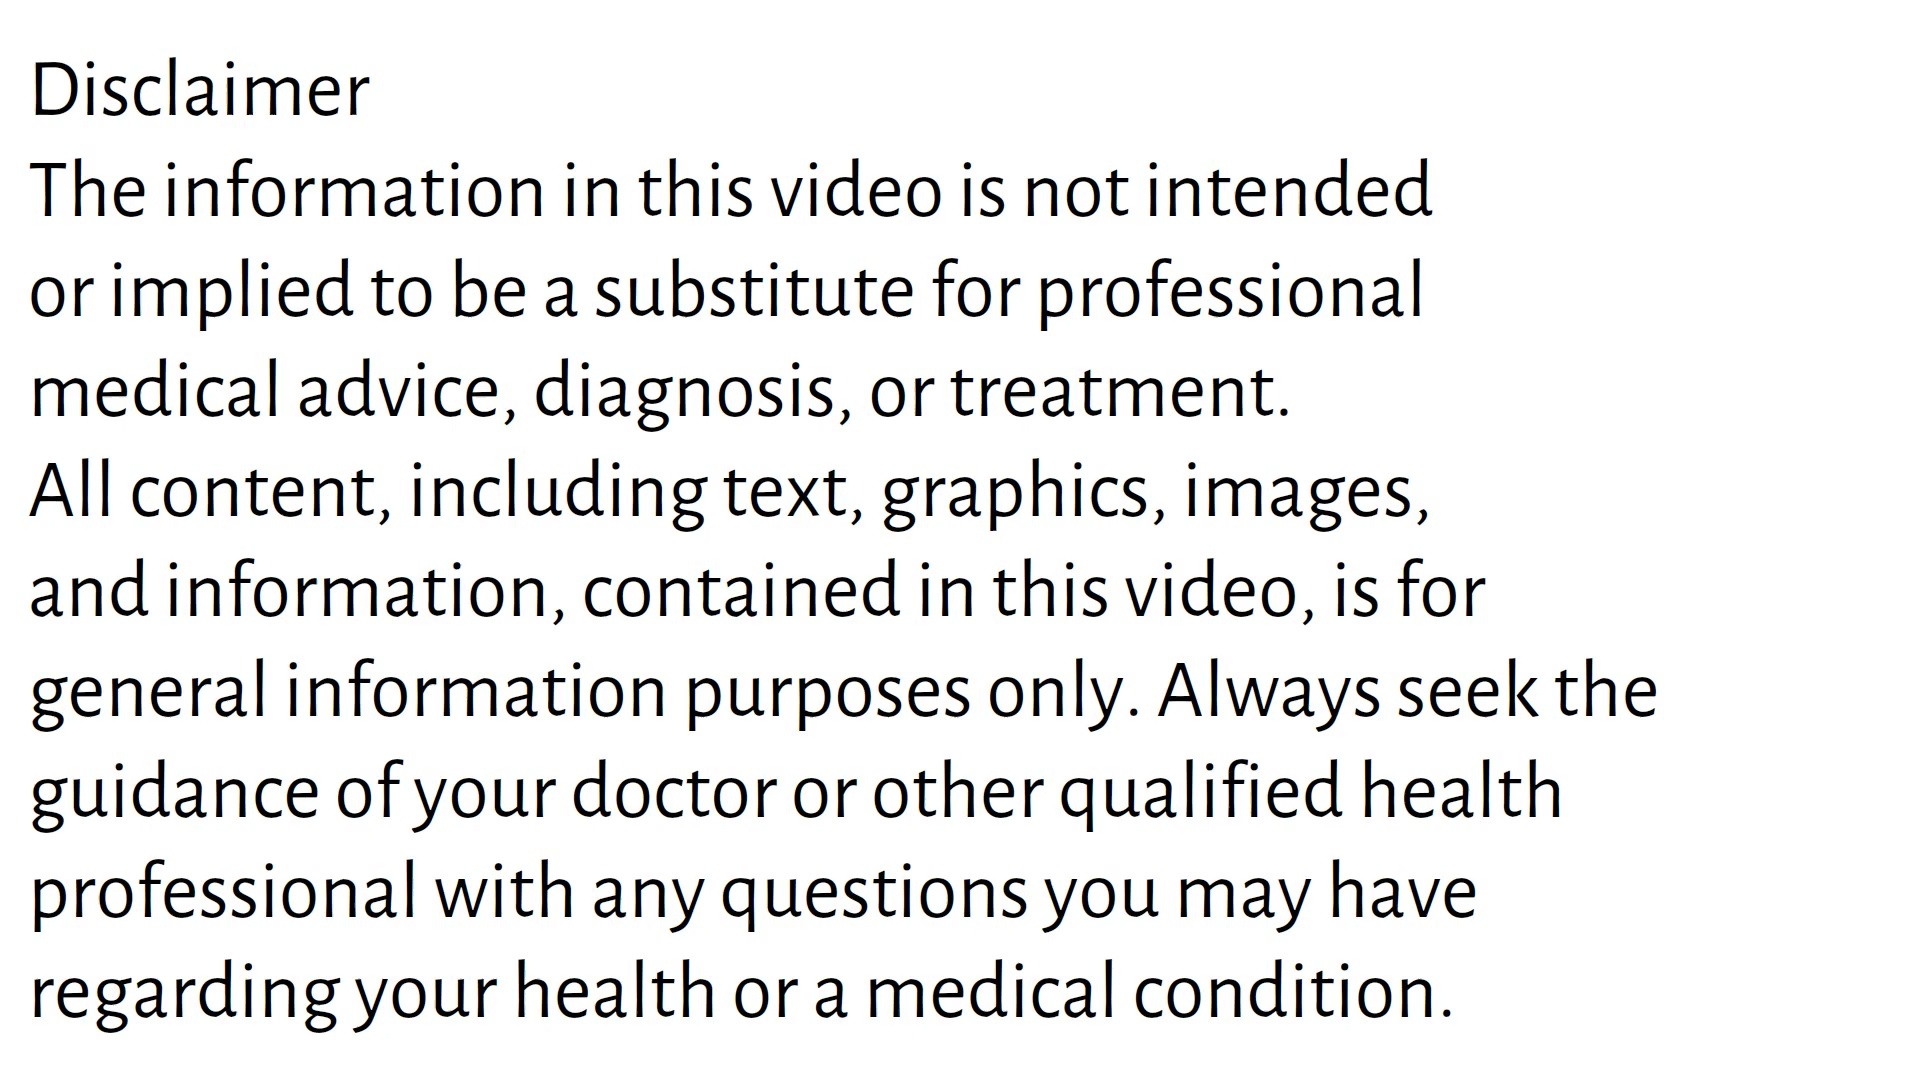 Disclaimer
The information in this video is not intended
or implied to be a substitute for professional
medical advice, diagnosis, or treatment.
All content, including text, graphics, images,
and information, contained in this video, is for
general information purposes only. Always seek the
guidance of your doctor or other qualified health
professional with any questions you may have
regarding your health or a medical condition.